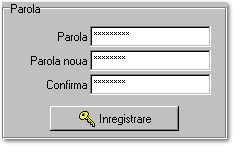 Parola
Parola *********
Parola noua ********
Confirma ********
Inregistrare